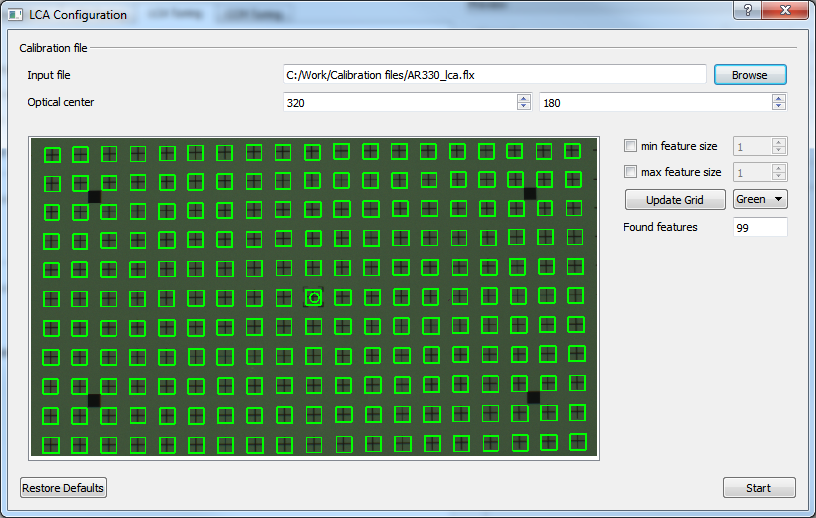 LCA Configuration
Calibration file
Input file
C:/Work/Calibration files/AR330_lca.flx
Browse
Optical center
320
180
min feature size
1
max feature size
1
Update Grid
Green
Found features
99
Restore Defaults
Start